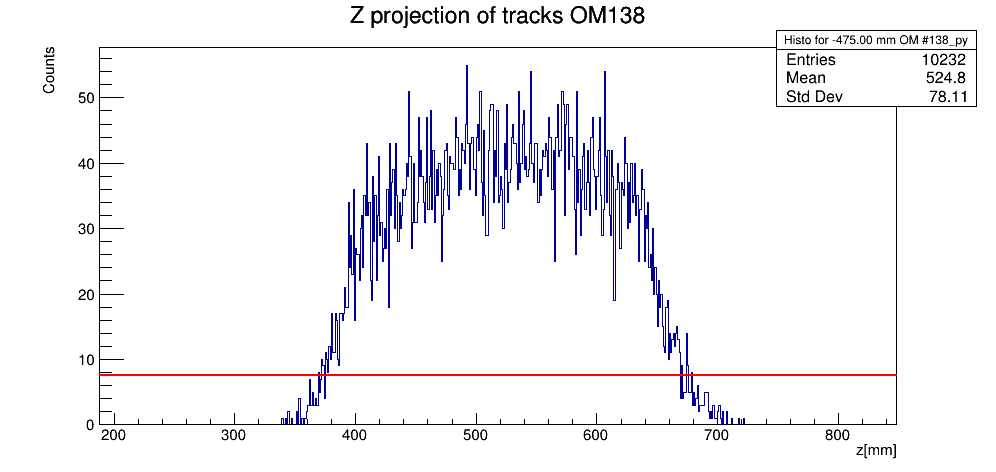 Z projection of tracks OM138
Histo for -475.00 mm OM #138_py
Entries 10232
Mean 524.8
Std Dev 78.11
Counts
50
40
30
20
10
0
200 300 400 500 600 700 800
z[mm]